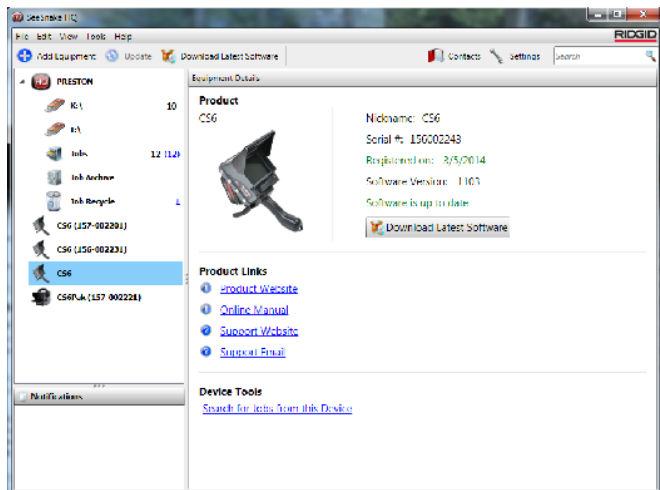 SeeSnake HQ
File Edit View Tools Help
RIDGID
Add Equipment Update Download Latest Software Contacts Settings Search
PRESTON
10
Jobs 12 (12)
Job Archive
Job Recycle 1
CS6 (157-002201)
CS6 (156-002231)
CS6
CS6Pak (157-002221)
Notifications
Equipment Details
Product
CS6
Nickname: CS6
Serial #: 156002243
Registered on: 3/5/2014
Software Version: 1103
Software is up to date
Download Latest Software
Product Links
Product Website
Online Manual
Support Website
Support Email
Device Tools
Search for Jobs from this Device